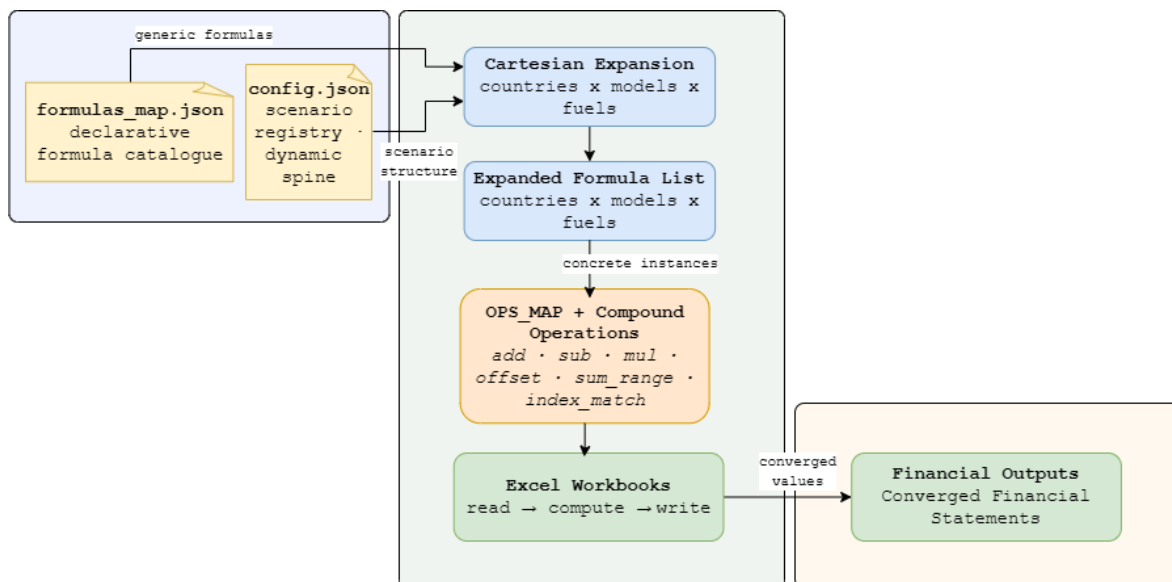 generic formulas
formulas_map.json
declarative
formula catalogue
config.json
scenario
registry ·
dynamic
spine
scenario
structure
Cartesian Expansion
countries x models x
fuels
Expanded Formula List
countries x models x
fuels
concrete instances
OPS_MAP + Compound
Operations
add · sub · mul ·
offset · sum_range ·
index_match
Excel Workbooks
read → compute →write
converged
values
Financial Outputs
Converged Financial
Statements